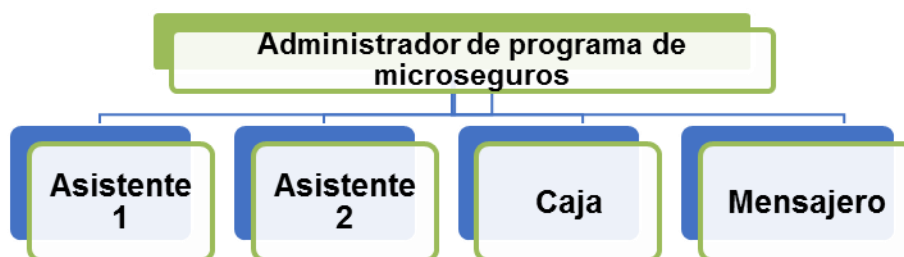 Administrador de programa de
microseguros
Asistente
1
Asistente
2
Caja
Mensajero